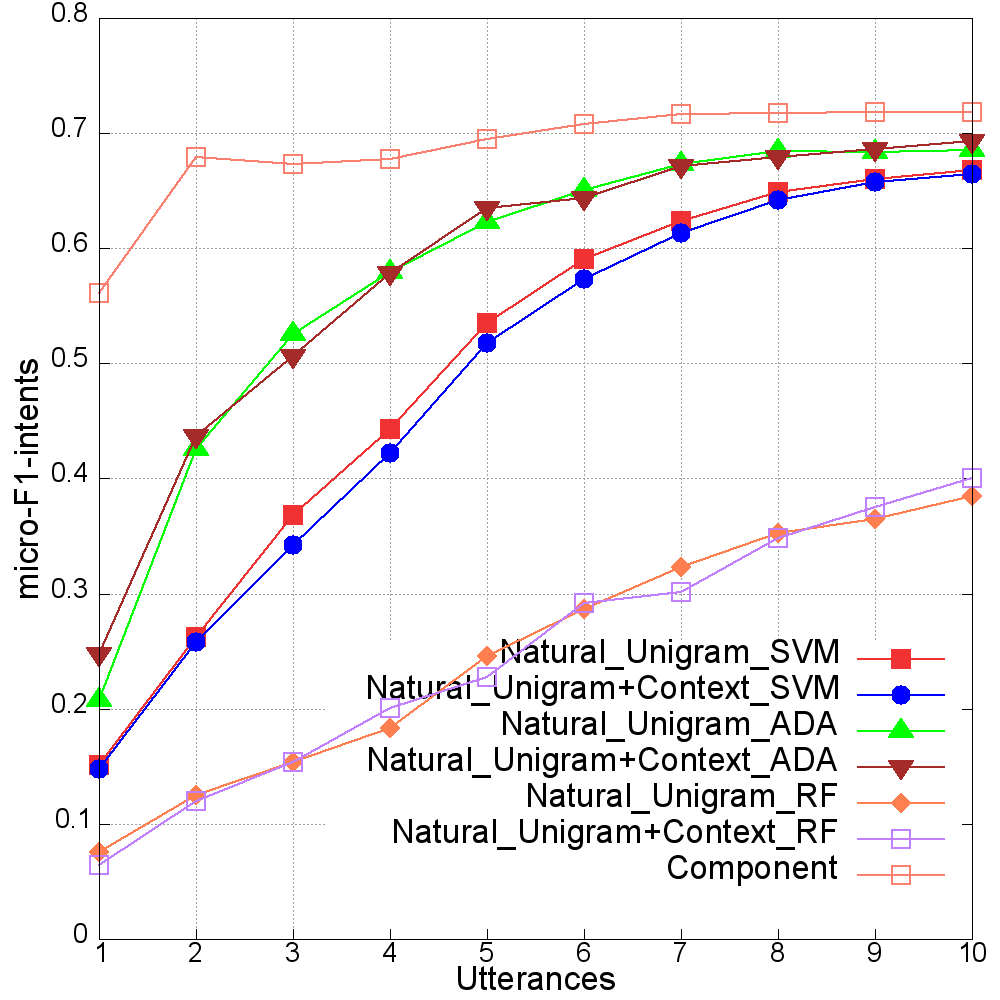 0.8
0.7
0.6
0.5
0.4
0.3
0.2
0.1
0
micro-F1-intents
Natural_Unigram_SVM
Natural_Unigram+Context_SVM
Natural_Unigram_ADA
Natural_Unigram+Context_ADA
Natural_Unigram_RF
Natural_Unigram+Context_RF
Component
1 2 3 4 5 6 7 8 9 10
Utterances